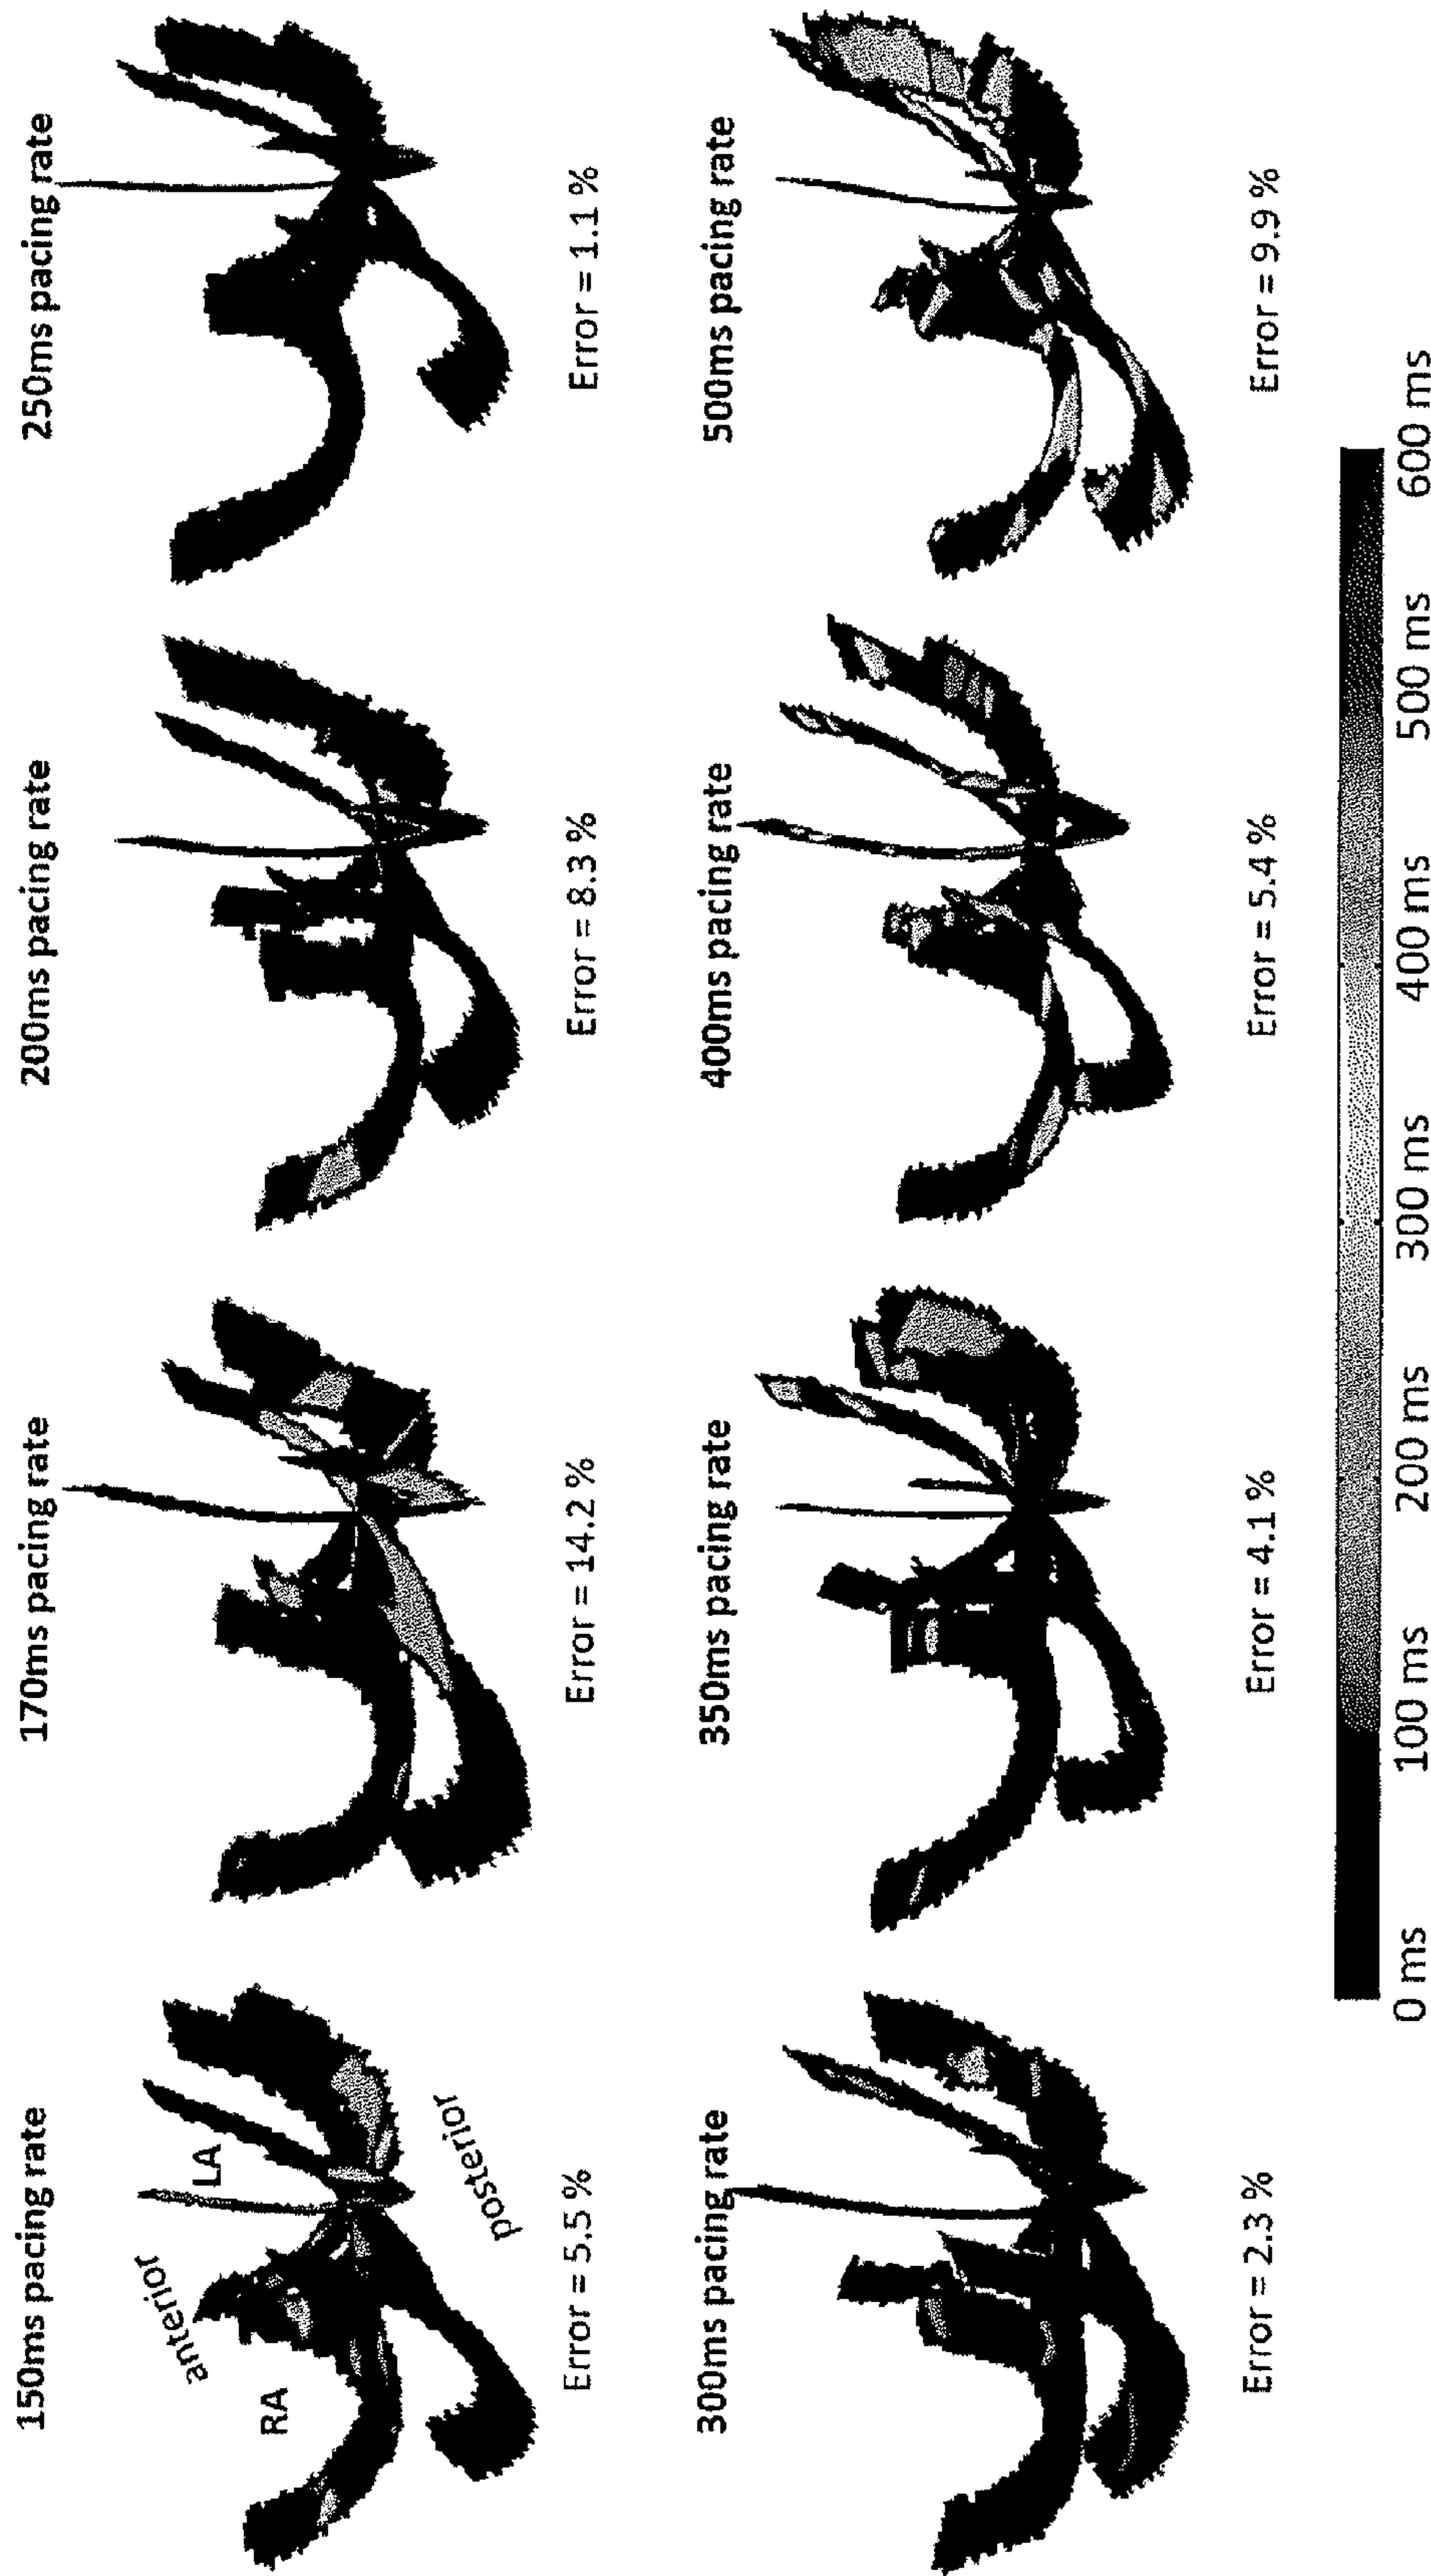 150ms pacing rate
170ms pacing rate
200ms pacing rate
250ms pacing rate
anterior
RA
LA
posterior
Error = 5.5 %
Error = 14.2 %
Error = 8.3 %
Error = 1.1 %
300ms pacing rate
350ms pacing rate
400ms pacing rate
500ms pacing rate
Error = 2.3 %
Error = 4.1 %
Error = 5.4 %
Error = 9.9 %
0 ms 100 ms 200 ms 300 ms 400 ms 500 ms 600 ms